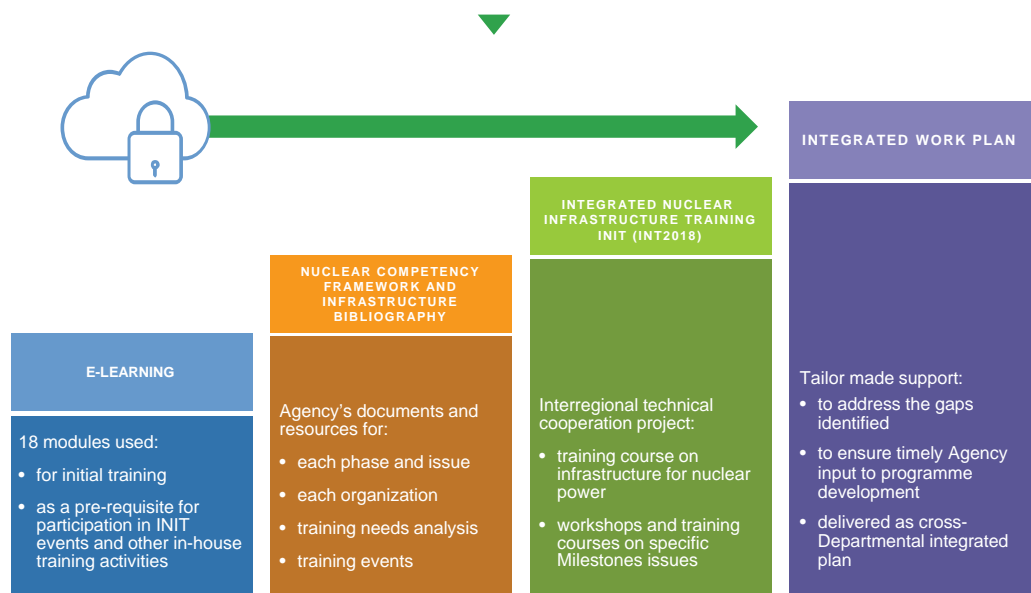 E-LEARNING
18 modules used:
• for initial training
• as a pre-requisite for
participation in INIT
events and other in-house
training activities
NUCLEAR COMPETENCY
FRAMEWORK AND
INFRASTRUCTURE
BIBLIOGRAPHY
Agency’s documents and
resources for:
• each phase and issue
• each organization
• training needs analysis
• training events
INTEGRATED NUCLEAR
INFRASTRUCTURE TRAINING
INIT (INT2018)
Interregional technical
cooperation project:
• training course on
infrastructure for nuclear
power
• workshops and training
courses on specific
Milestones issues
INTEGRATED WORK PLAN
Tailor made support:
• to address the gaps
identified
• to ensure timely Agency
input to programme
development
• delivered as cross-
Departmental integrated
plan